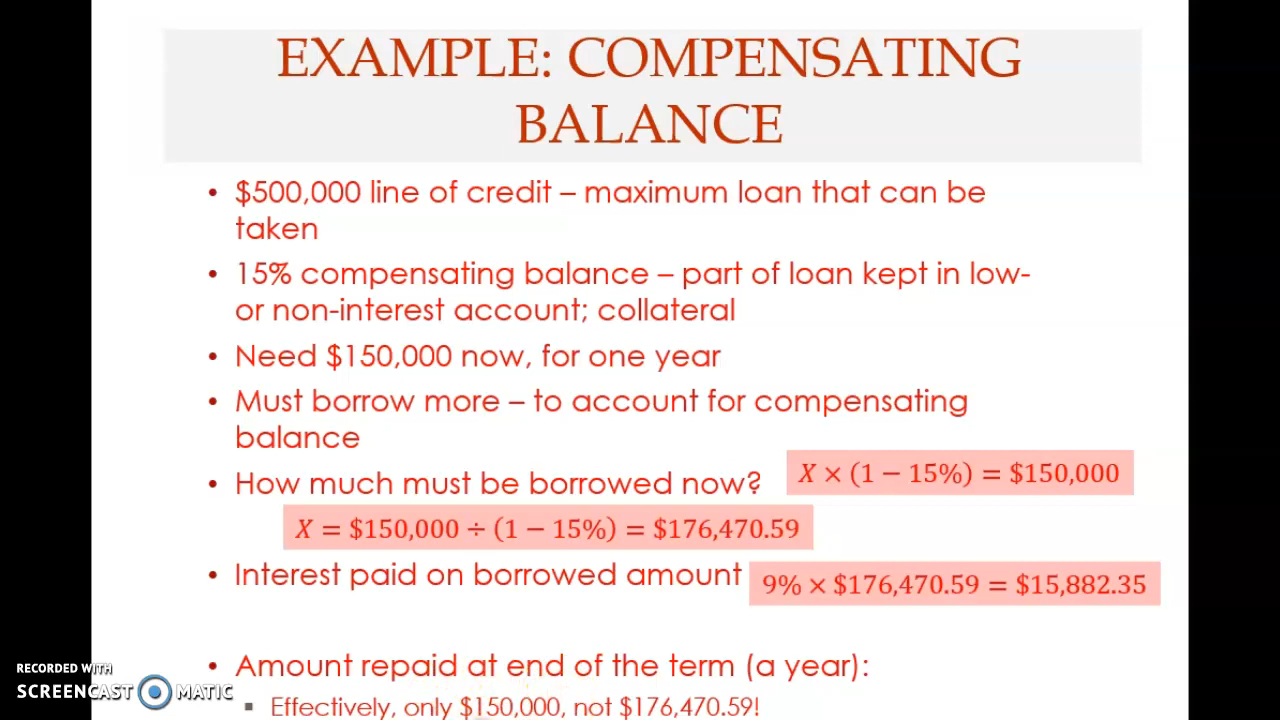 EXAMPLE: COMPENSATING
BALANCE
• $500,000 line of credit – maximum loan that can be
taken
• 15% compensating balance – part of loan kept in low-
or non-interest account; collateral
• Need $150,000 now, for one year
• Must borrow more – to account for compensating
balance
• How much must be borrowed now? X × (1 − 15%) = $150,000
X = $150,000 ÷ (1 − 15%) = $176,470.59
• Interest paid on borrowed amount 9% × $176,470.59 = $15,882.35
• Amount repaid at end of the term (a year):
▪ Effectively, only $150,000, not $176,470.59!
RECORDED WITH
SCREENCAST MATIC